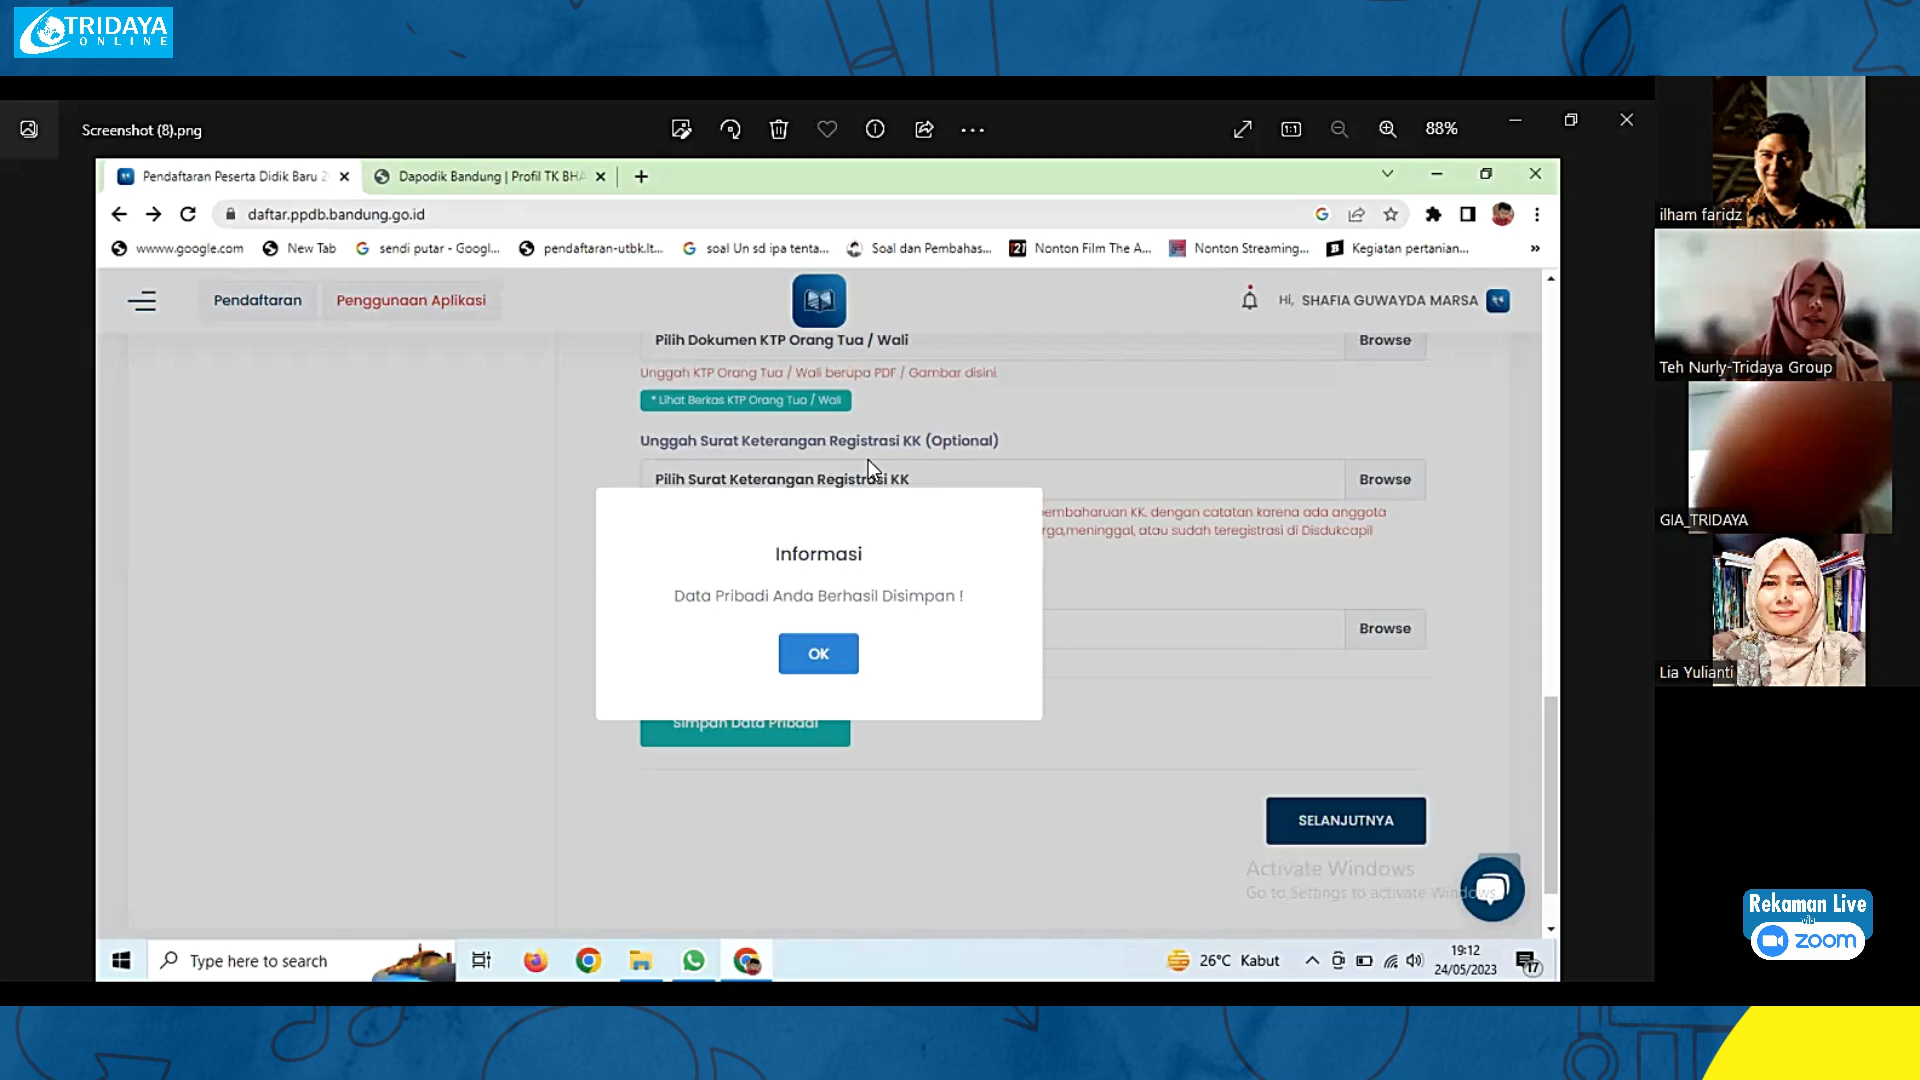 TRIDAYA
ONLINE
Screenshot (8).png
88%
Pendaftaran Peserta Didik Baru 2
Dapodik Bandung | Profil TK BHA
daftar.ppdb.bandung.go.id
wwww.google.com
New Tab
sendi putar - Googl...
pendaftaran-utbk.lt...
soal Un sd ipa tenta...
Soal dan Pembahas...
Nonton Film The A...
Nonton Streaming...
Kegiatan pertanian...
Pendaftaran
Penggunaan Aplikasi
Hi, SHAFIA GUWAYDA MARSA
Pilih Dokumen KTP Orang Tua / Wali
Browse
Unggah KTP Orang Tua / Wali berupa PDF / Gambar disini.
* Lihat Berkas KTP Orang Tua / Wali
Unggah Surat Keterangan Registrasi KK (Optional)
Pilih Surat Keterangan Registrasi KK
Browse
embaharuan KK. dengan catatan karena ada anggota
rga,meninggal, atau sudah teregistrasi di Disdukcapil
Informasi
Data Pribadi Anda Berhasil Disimpan !
OK
Browse
Simpan Data Pribadi
SELANJUTNYA
Activate Windows
Go to Settings to activate Windows.
Type here to search
26°C Kabut
19:12
24/05/2023
17
ilham faridz
Teh Nurly-Tridaya Group
GIA_TRIDAYA
Lia Yulianti
Rekaman Live
via
zoom